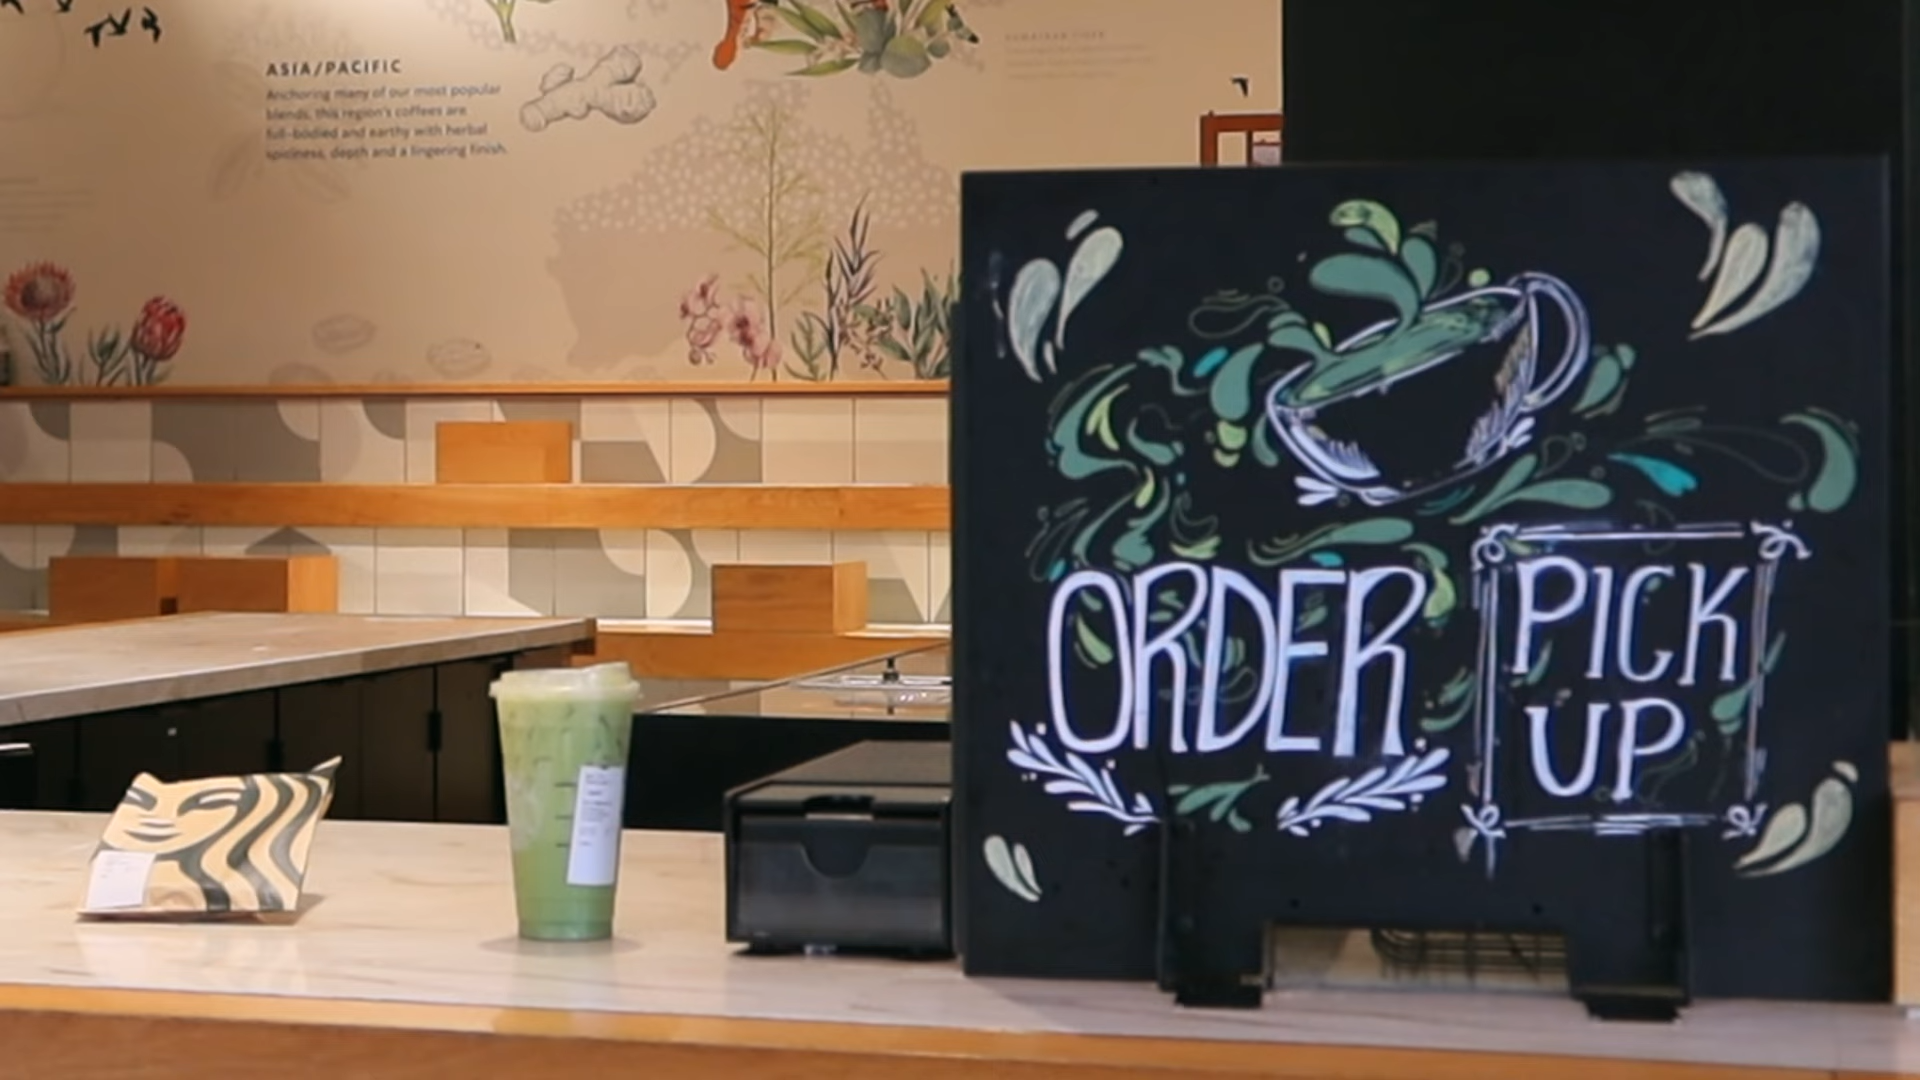 ASIA/PACIFIC
Anchoring many of our most popular
blends, this region's coffees are
full-bodied and earthy with herbal
spiciness, depth and a lingering finish.
ORDER
PICK
UP